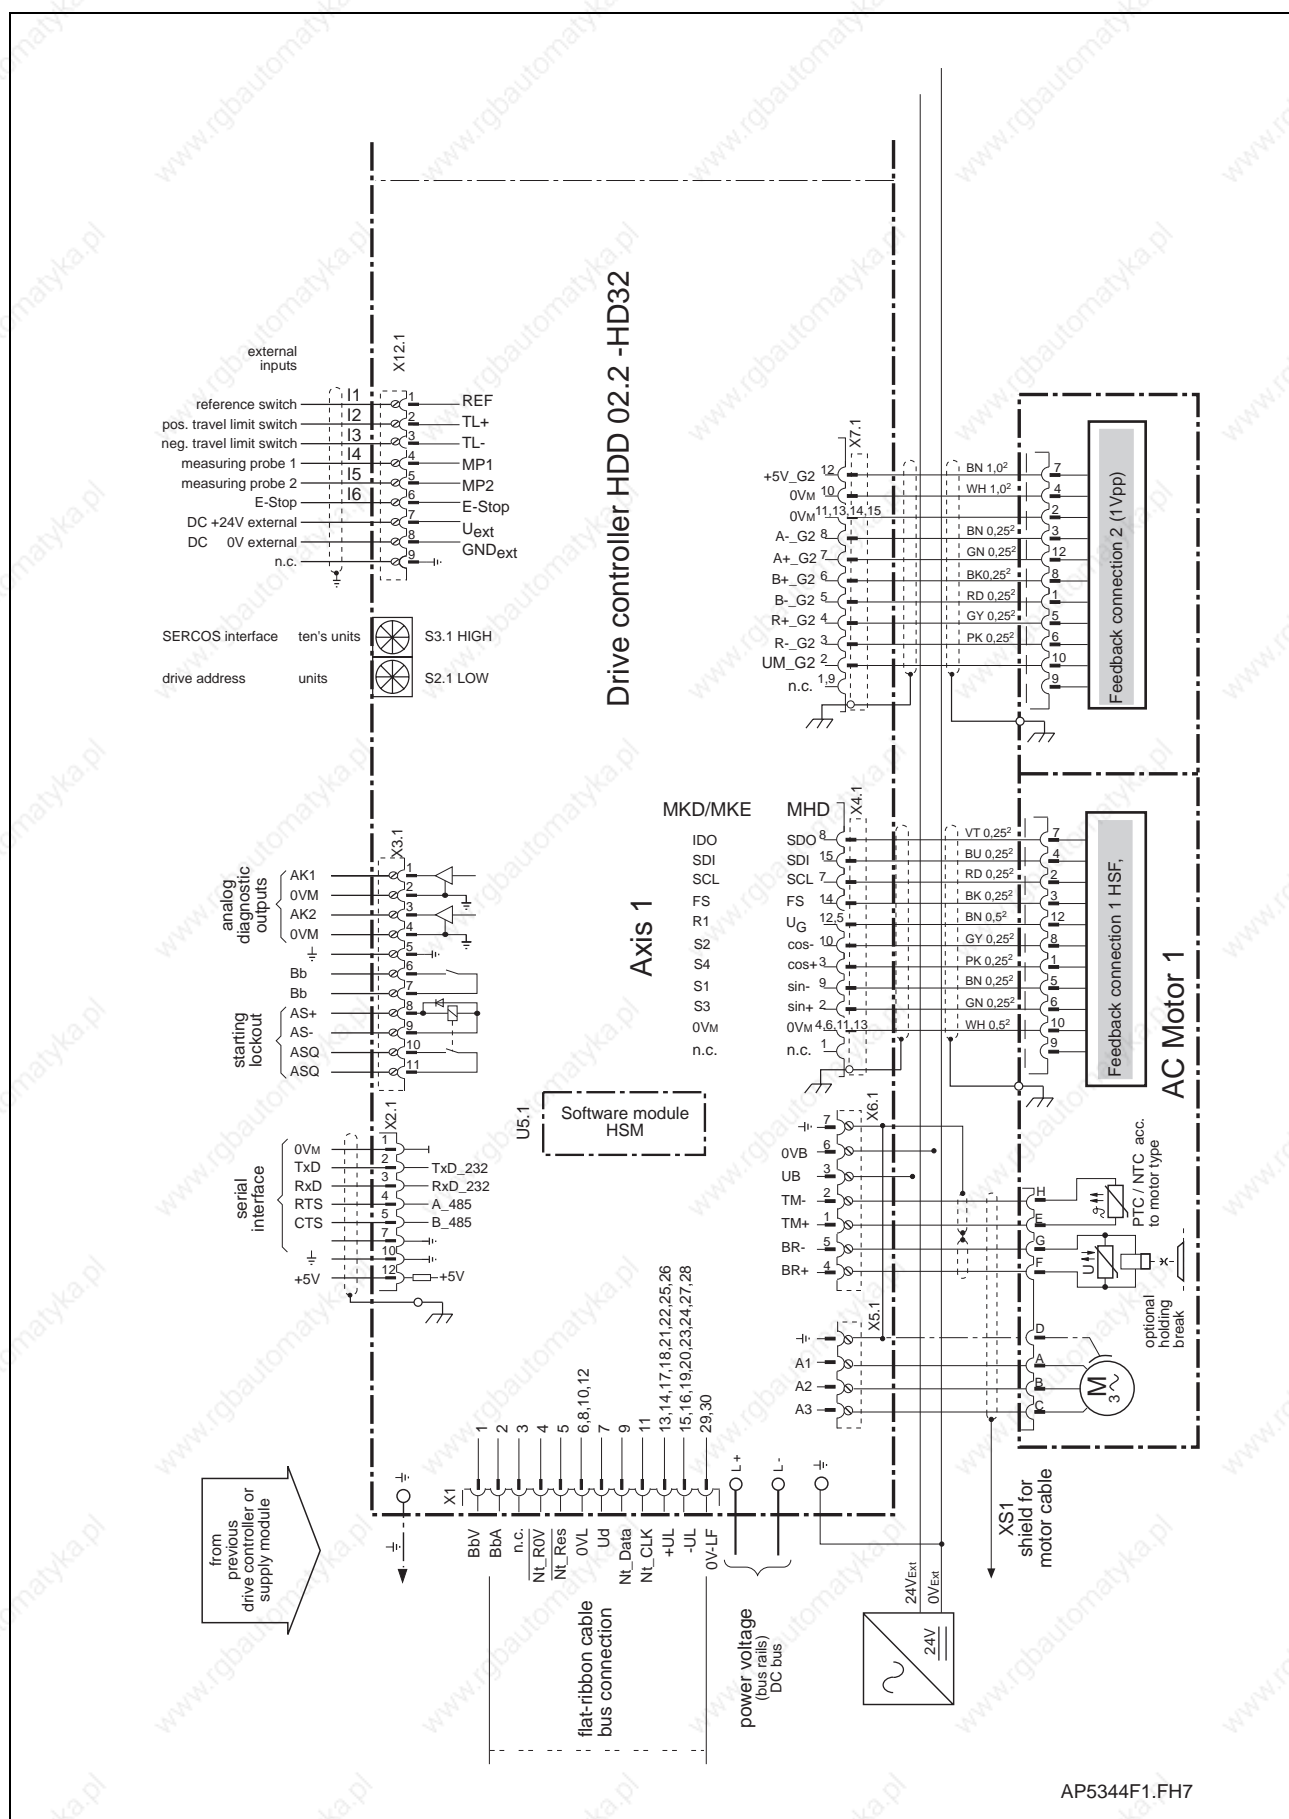 external
inputs
X12.1
reference switch I1 1 REF
pos. travel limit switch I2 2 TL+
neg. travel limit switch I3 3 TL-
measuring probe 1 I4 4 MP1
measuring probe 2 I5 5 MP2
E-Stop I6 6 E-Stop
DC +24V external 7 Uext
DC 0V external 8 GNDext
n.c. 9
SERCOS interface ten's units S3.1 HIGH
drive address units S2.1 LOW
Drive controller HDD 02.2 -HD32
X7.1
+5V_G2 12 BN 1,0² 7
0VM 10 WH 1,0² 4
0VM 11,13,14,15 2
A-_G2 8 BN 0,25² 3
A+_G2 7 GN 0,25² 12
B+_G2 6 BK0,25² 8
B-_G2 5 RD 0,25² 1
R+_G2 4 GY 0,25² 5
R-_G2 3 PK 0,25² 6
UM_G2 2 10
n.c. 1,9 9
Feedback connection 2 (1Vpp)
Axis 1
MKD/MKE MHD X4.1
IDO SDO 8 VT 0,25² 7
SDI SDI 15 BU 0,25² 4
SCL SCL 7 RD 0,25² 2
FS FS 14 BK 0,25² 3
R1 UG 12,5 BN 0,5² 12
S2 cos- 10 GY 0,25² 8
S4 cos+ 3 PK 0,25² 1
S1 sin- 9 BN 0,25² 5
S3 sin+ 2 GN 0,25² 6
0VM 0VM 4,6,11,13 WH 0,5² 10
n.c. n.c. 1 9
Feedback connection 1 HSF,
AC Motor 1
analog
diagnostic
outputs
X3.1
AK1 1
0VM 2
AK2 3
0VM 4
5
Bb 6
Bb 7
starting
lockout
AS+ 8
AS- 9
ASQ 10
ASQ 11
U5.1
Software module
HSM
serial
interface
X2.1
0VM 1
TxD 2 TxD_232
RxD 3 RxD_232
RTS 4 A_485
CTS 5 B_485
7
10
+5V 12 +5V
X6.1
7
0VB 6
UB 3
TM- 2 H
TM+ 1 E
BR- 5 G
BR+ 4 F
PTC / NTC acc.
to motor type
ϑ
U
optional
holding
break
X5.1
D
A1 A
A2 B
A3 C
M
3~
X1
1 BbV
2 BbA
3 n.c.
4 Nt_R0V
5 Nt_Res
6,8,10,12 0VL
7 Ud
9 Nt_Data
11 Nt_CLK
13,14,17,18,21,22,25,26 +UL
15,16,19,20,23,24,27,28 -UL
29,30 0V-LF
L+
L-
from
previous
drive controller or
supply module
flat-ribbon cable
bus connection
power voltage
(bus rails)
DC bus
24VExt
0VExt
24V
XS1
shield for
motor cable
AP5344F1.FH7
www.rgbautomatyka.pl